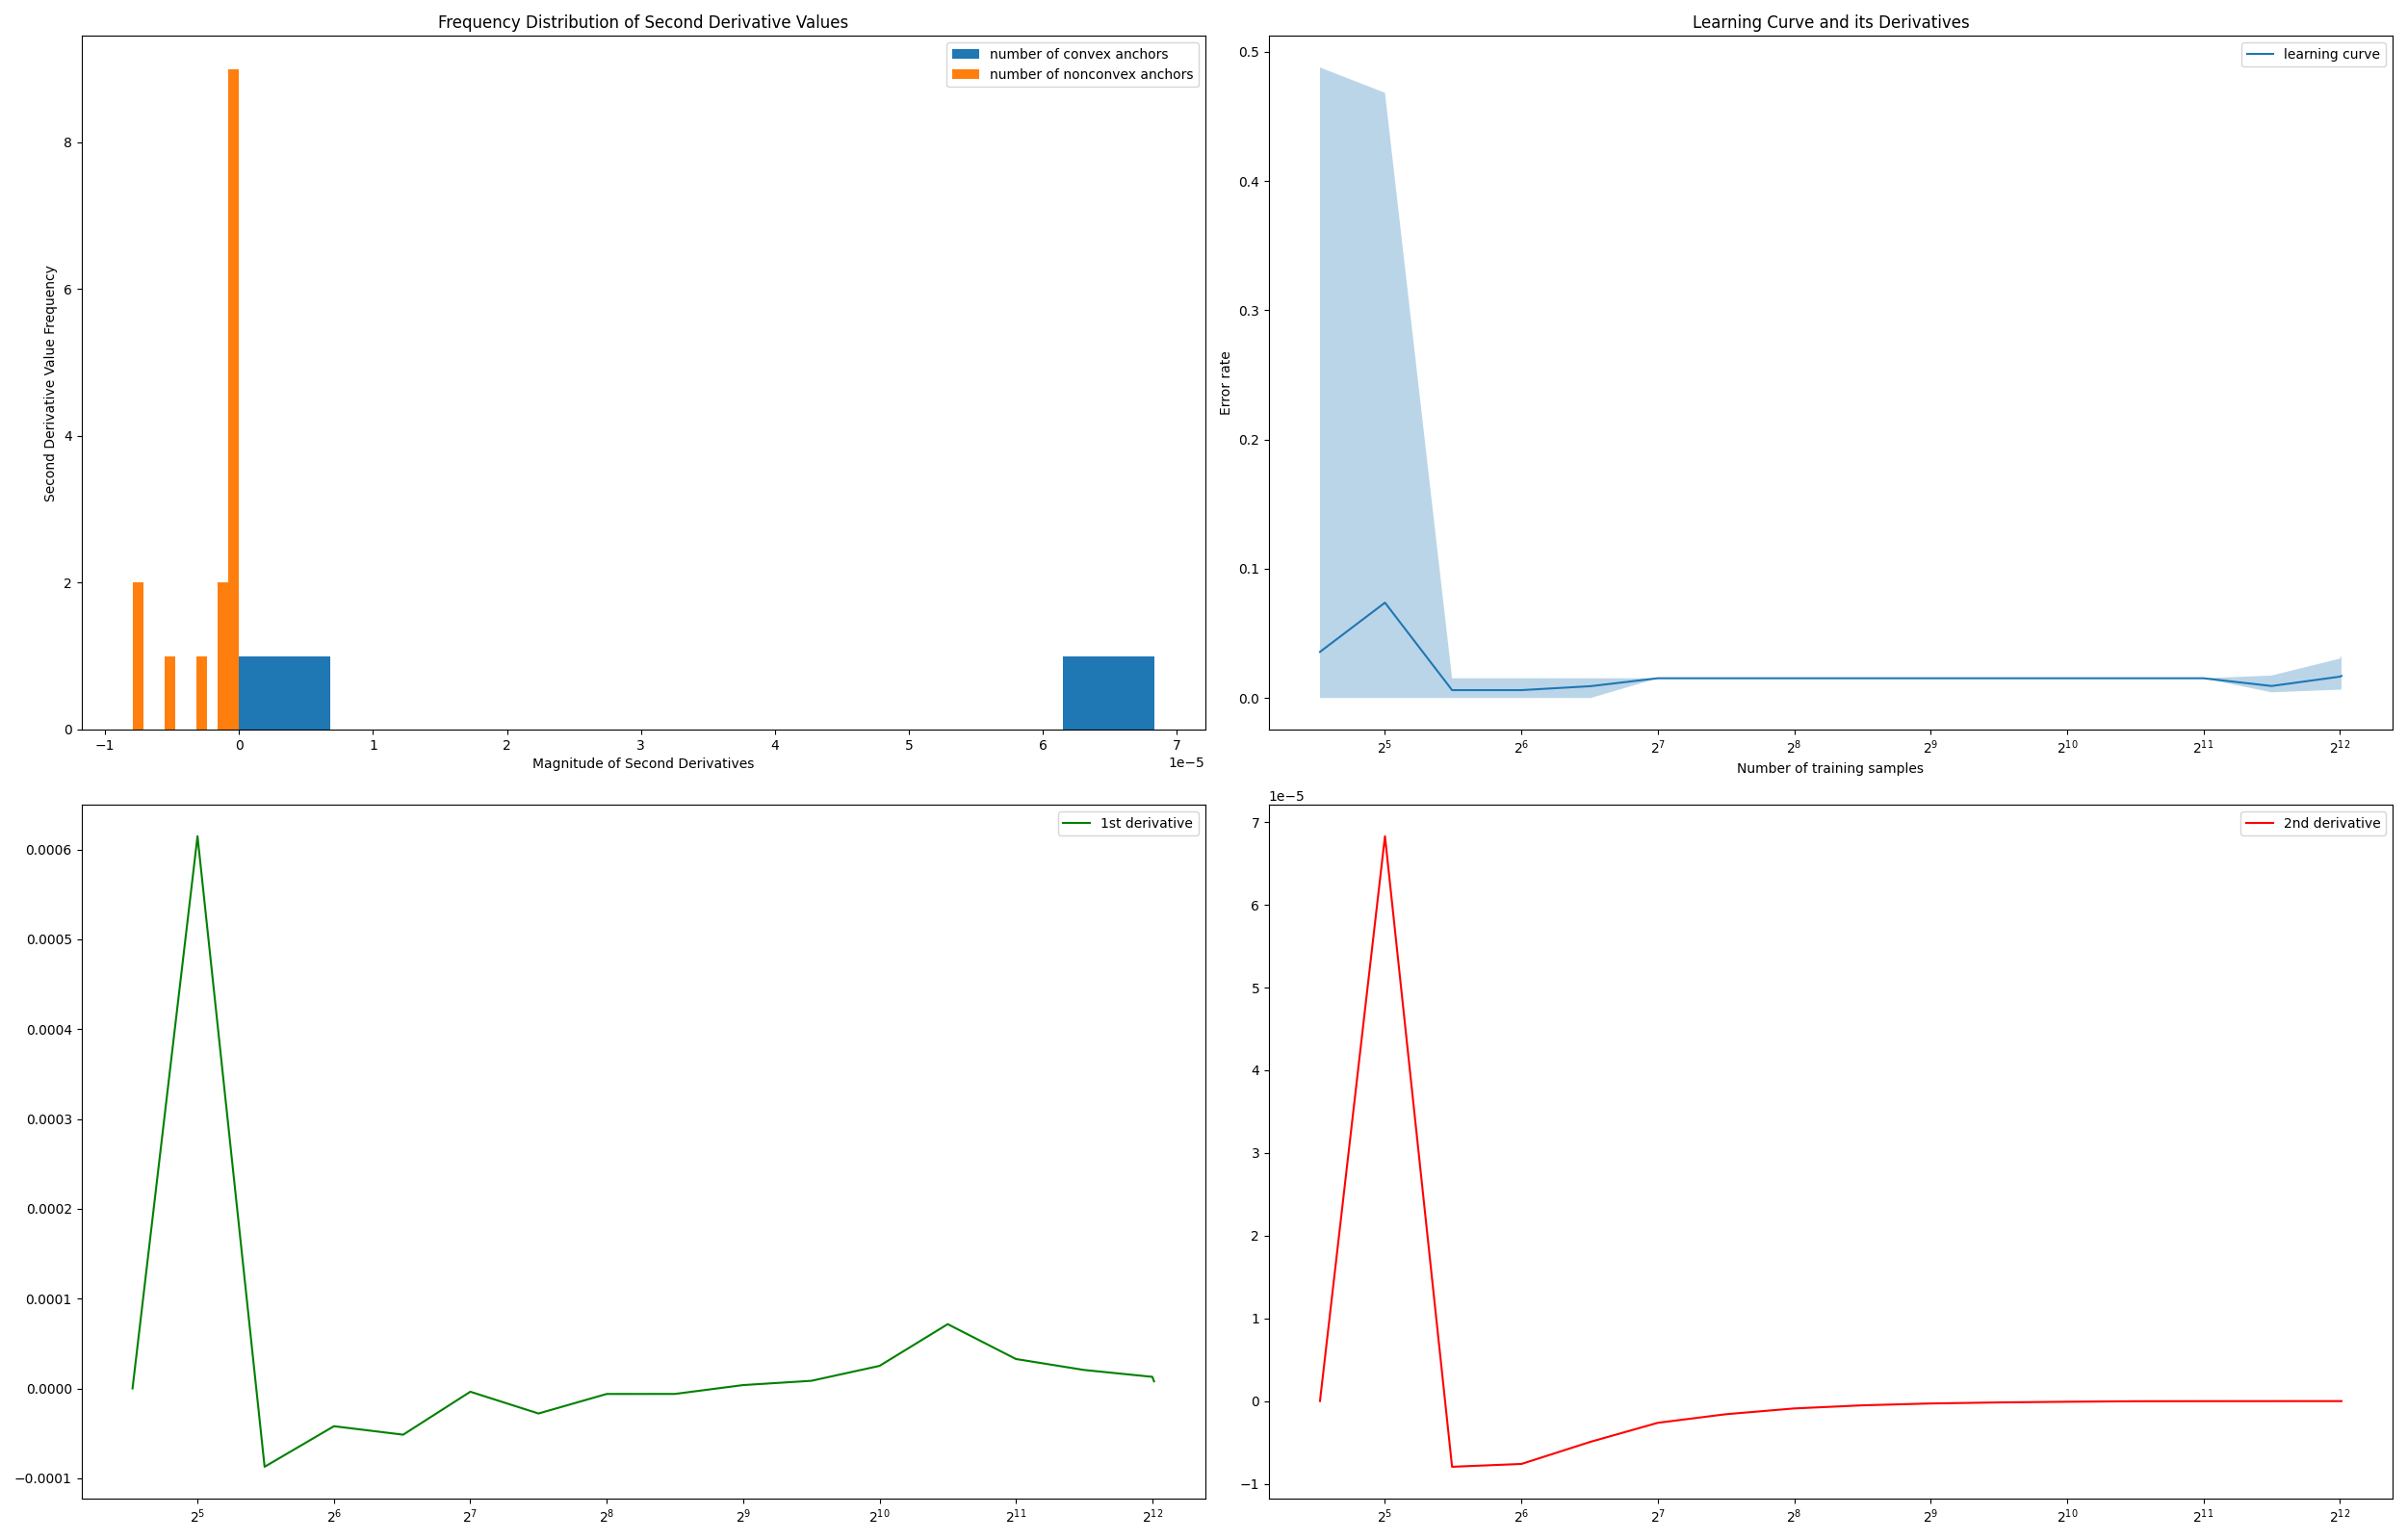 Frequency Distribution of Second Derivative Values
number of convex anchors
number of nonconvex anchors
Second Derivative Value Frequency
8
6
4
2
0
−1 0 1 2 3 4 5 6 7
1e−5
Magnitude of Second Derivatives
Learning Curve and its Derivatives
learning curve
Error rate
0.5
0.4
0.3
0.2
0.1
0.0
2^5 2^6 2^7 2^8 2^9 2^10 2^11 2^12
Number of training samples
1st derivative
0.0006
0.0005
0.0004
0.0003
0.0002
0.0001
0.0000
−0.0001
2^5 2^6 2^7 2^8 2^9 2^10 2^11 2^12
1e−5
2nd derivative
7
6
5
4
3
2
1
0
−1
2^5 2^6 2^7 2^8 2^9 2^10 2^11 2^12